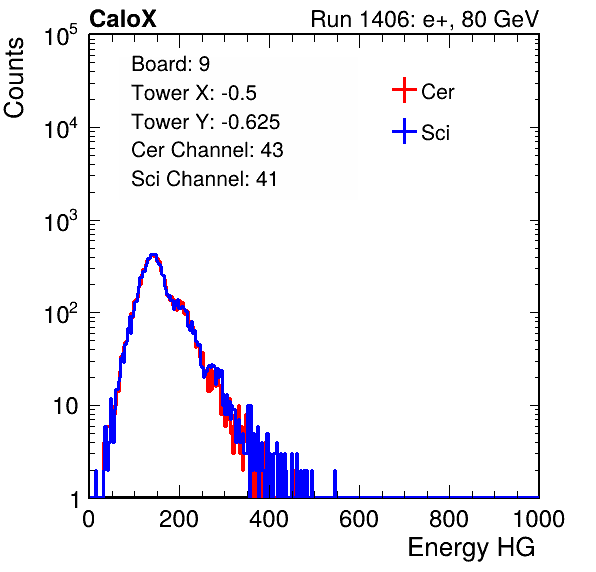 CaloX Run 1406: e+, 80 GeV
Counts
Board: 9
Tower X: -0.5
Tower Y: -0.625
Cer Channel: 43
Sci Channel: 41
Cer
Sci
10^5
10^4
10^3
10^2
10
1
0 200 400 600 800 1000
Energy HG